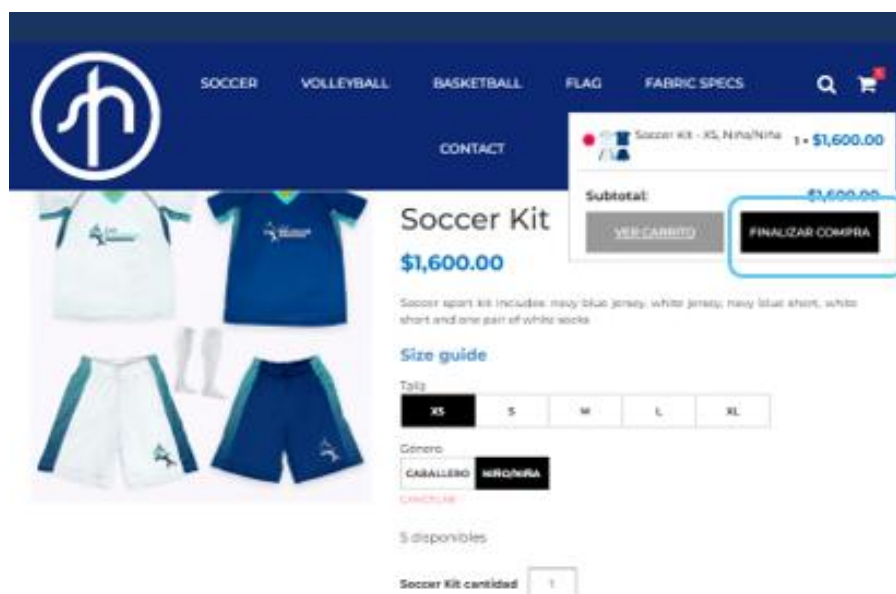 SOCCER VOLLEYBALL BASKETBALL FLAG FABRIC SPECS
1
CONTACT
Soccer Kit - XS, Niño/Niña 1 × $1,600.00
Subtotal: $1,600.00
VER CARRITO FINALIZAR COMPRA
Soccer Kit
$1,600.00
Soccer sport kit includes: navy blue jersey, white jersey, navy blue short, white
short and one pair of white socks
Size guide
Talla
XS S M L XL
Género
CABALLERO NIÑO/NIÑA
5 disponibles
Soccer Kit cantidad 1